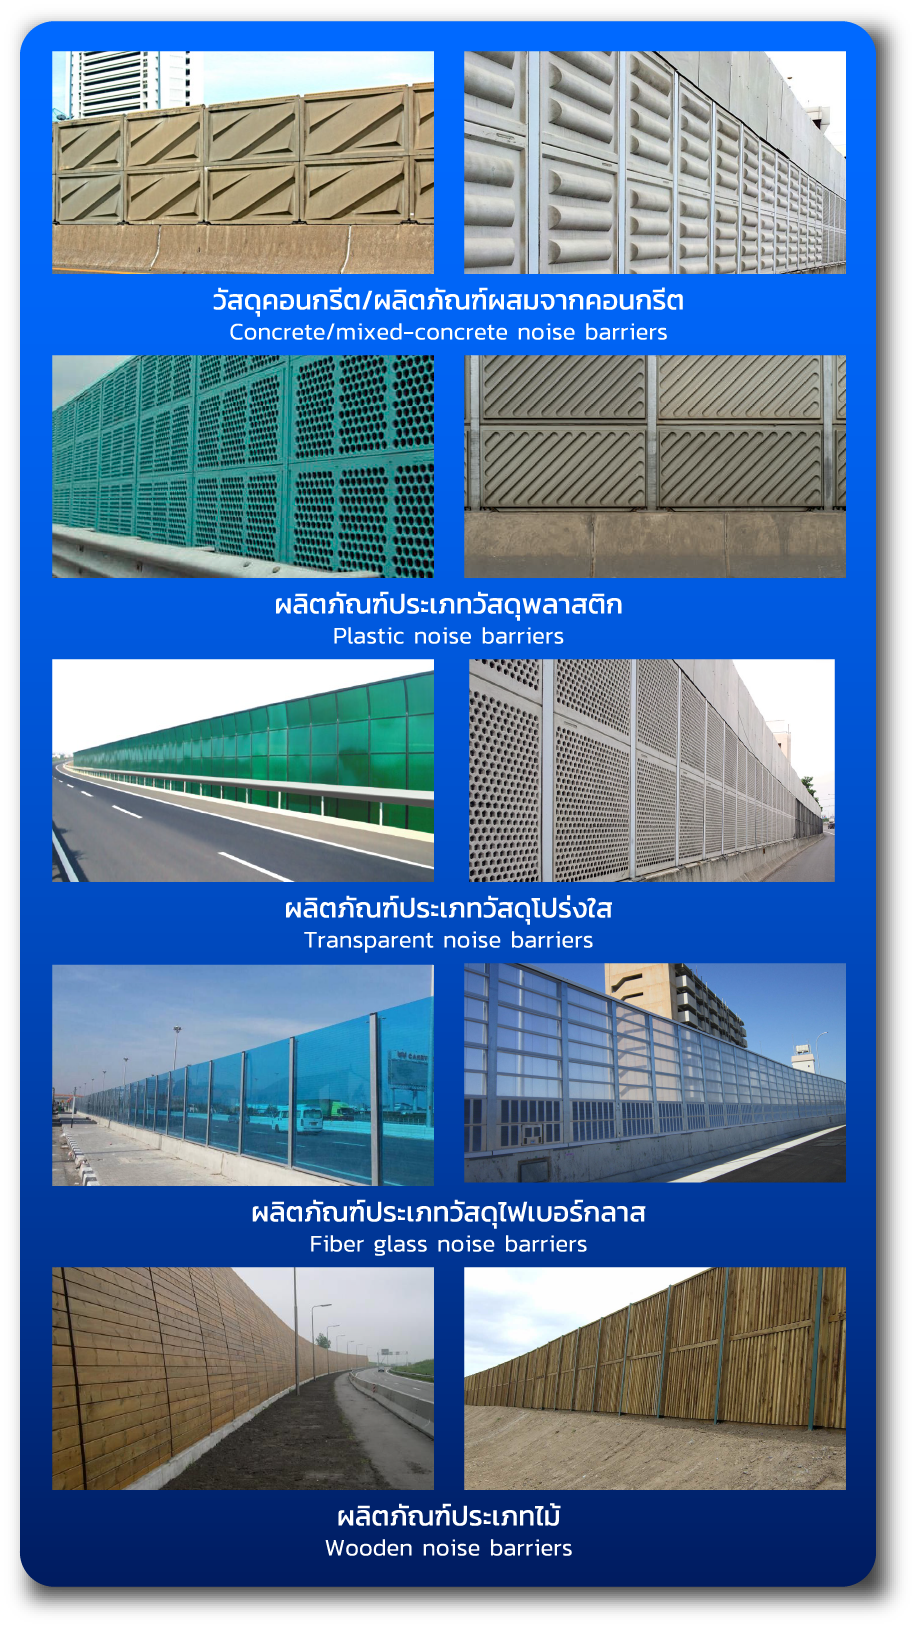 วัสดุคอนกรีต/ผลิตภัณฑ์ผสมจากคอนกรีต
Concrete/mixed-concrete noise barriers
ผลิตภัณฑ์ประเภทวัสดุพลาสติก
Plastic noise barriers
ผลิตภัณฑ์ประเภทวัสดุโปร่งใส
Transparent noise barriers
ผลิตภัณฑ์ประเภทวัสดุไฟเบอร์กลาส
Fiber glass noise barriers
ผลิตภัณฑ์ประเภทไม้
Wooden noise barriers